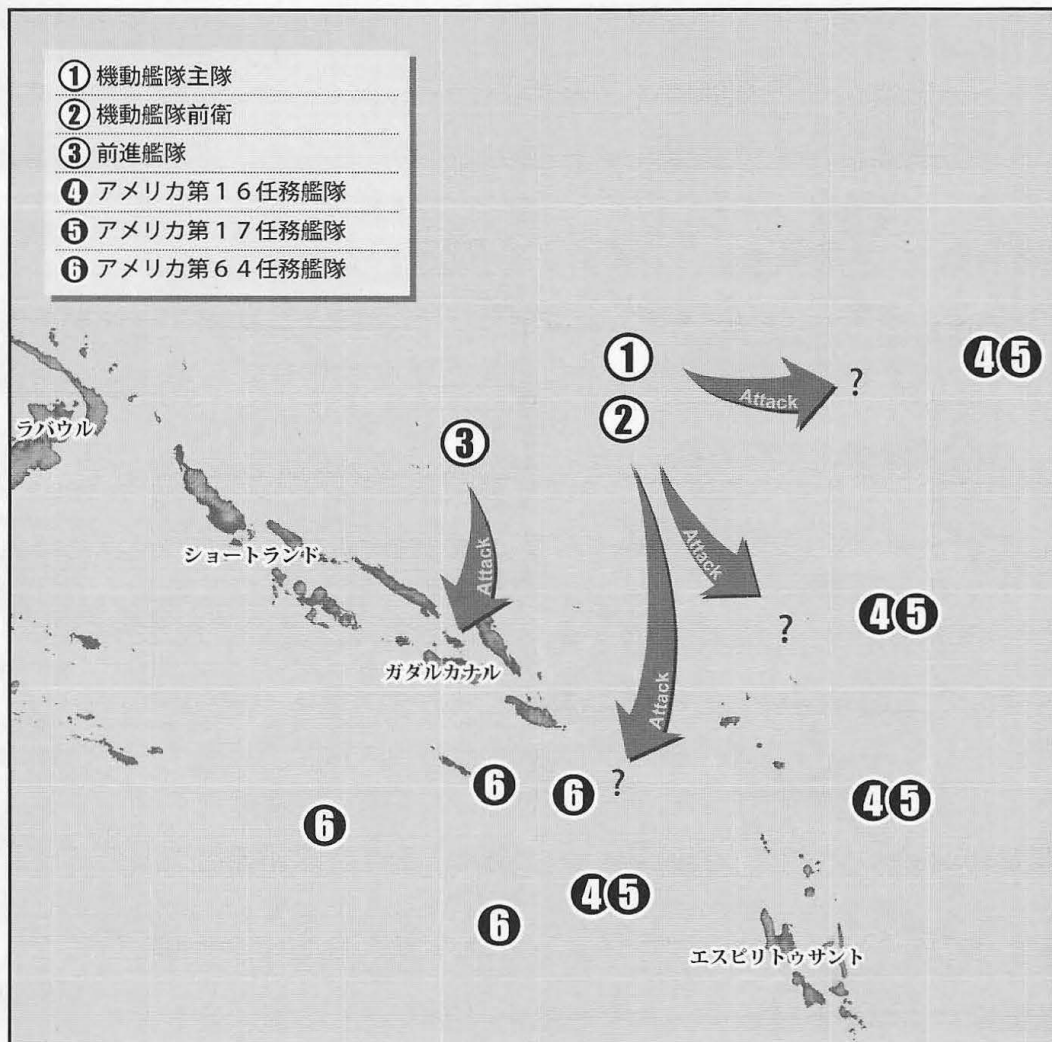 ① 機動艦隊主隊
② 機動艦隊前衛
③ 前進艦隊
❹ アメリカ第16任務艦隊
❺ アメリカ第17任務艦隊
❻ アメリカ第64任務艦隊
①
❹❺
Attack
?
②
ラバウル
③
Attack
ショートランド
Attack
?
❹❺
ガダルカナル
Attack
?
❻
❻
❹❺
❻
❹❺
❻
エスピリトゥサント